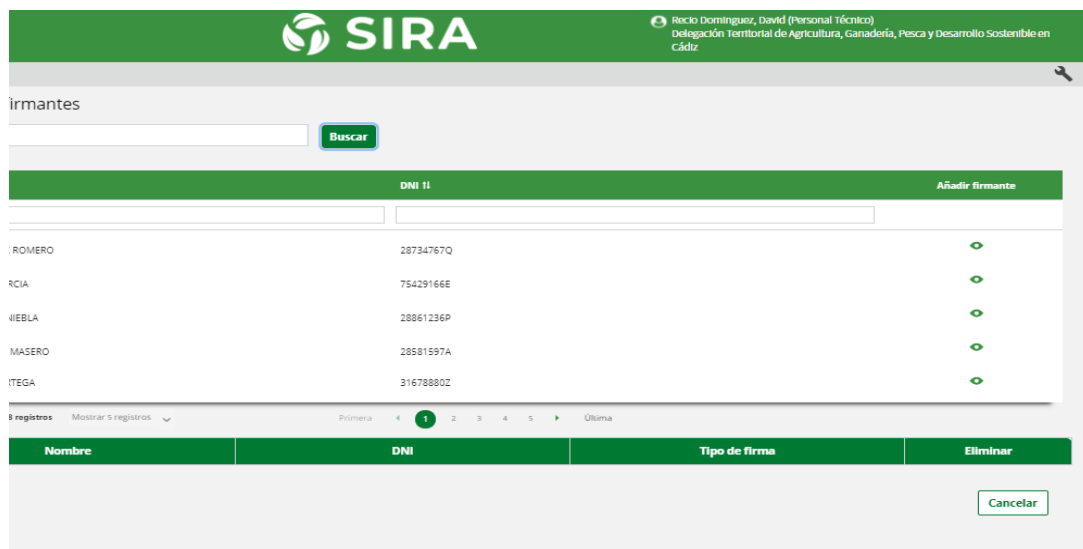 SIRA
Recio Dominguez, David (Personal Técnico)
Delegación Territorial de Agricultura, Ganadería, Pesca y Desarrollo Sostenible en
Cádiz
irmantes
Buscar
DNI
Añadir firmante
ROMERO
28734767Q
RCIA
75429166E
NIEBLA
28861236P
MASERO
28581597A
RTEGA
31678880Z
8 registros Mostrar 5 registros Primera 1 2 3 4 5 Última
Nombre DNI Tipo de firma Eliminar
Cancelar